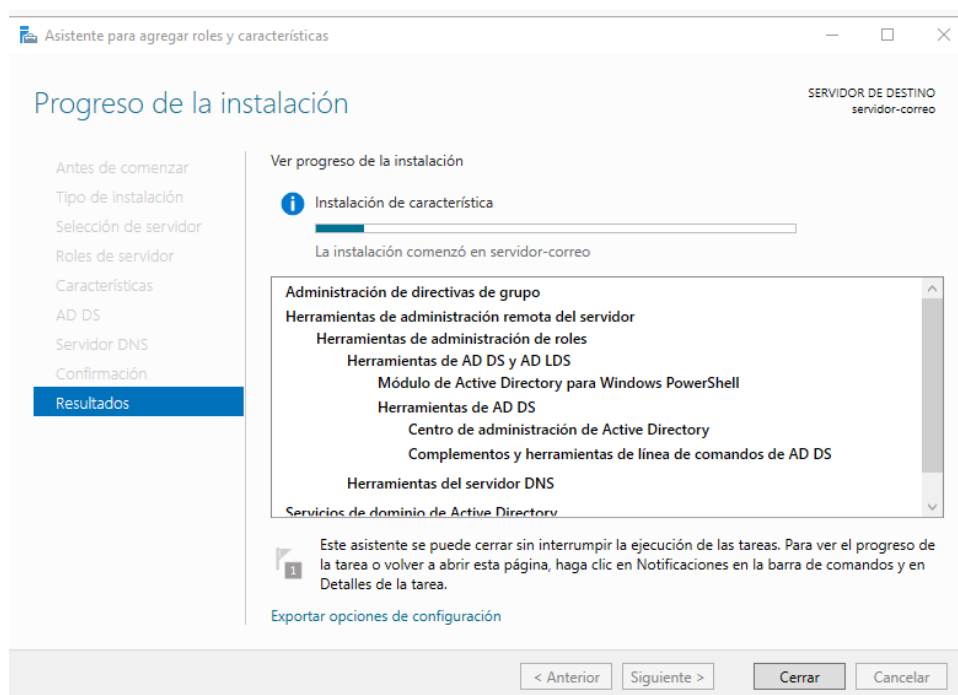 Asistente para agregar roles y características
Progreso de la instalación
SERVIDOR DE DESTINO
servidor-correo
Antes de comenzar
Tipo de instalación
Selección de servidor
Roles de servidor
Características
AD DS
Servidor DNS
Confirmación
Resultados
Ver progreso de la instalación
Instalación de característica
La instalación comenzó en servidor-correo
Administración de directivas de grupo
Herramientas de administración remota del servidor
Herramientas de administración de roles
Herramientas de AD DS y AD LDS
Módulo de Active Directory para Windows PowerShell
Herramientas de AD DS
Centro de administración de Active Directory
Complementos y herramientas de línea de comandos de AD DS
Herramientas del servidor DNS
Servicios de dominio de Active Directory
1
Este asistente se puede cerrar sin interrumpir la ejecución de las tareas. Para ver el progreso de
la tarea o volver a abrir esta página, haga clic en Notificaciones en la barra de comandos y en
Detalles de la tarea.
Exportar opciones de configuración
< Anterior
Siguiente >
Cerrar
Cancelar